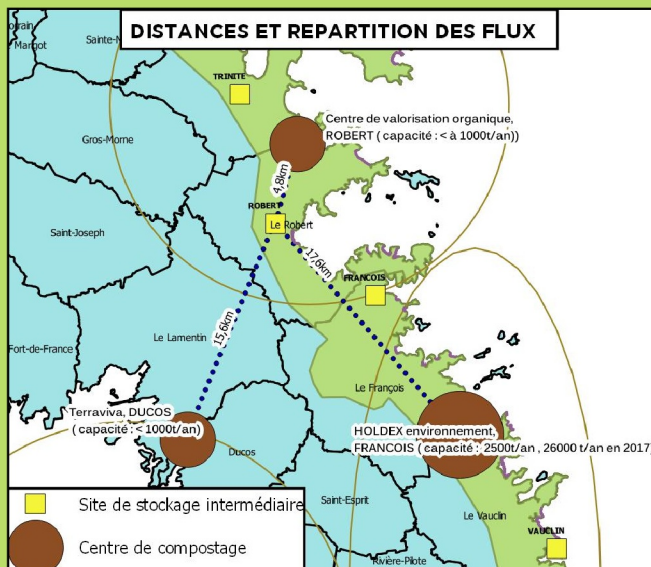 DISTANCES ET REPARTITION DES FLUX
Margot
TRINITE
Gros-Morne
Centre de valorisation organique,
ROBERT ( capacité : < à 1000t/an))
4,8km
ROBERT
Le Robert
Saint-Joseph
17,6km
FRANCOIS
15,6km
Le Lamentin
Fort-de-France
Le François
Terraviva, DUCOS
( capacité : < 1000t/an)
Ducos
HOLDEX environnement,
FRANCOIS ( capacité : 2500t/an , 26000 t/an en 2017)
Saint-Esprit
Le Vauclin
VAUCLIN
Rivière-Pilote
Site de stockage intermédiaire
Centre de compostage